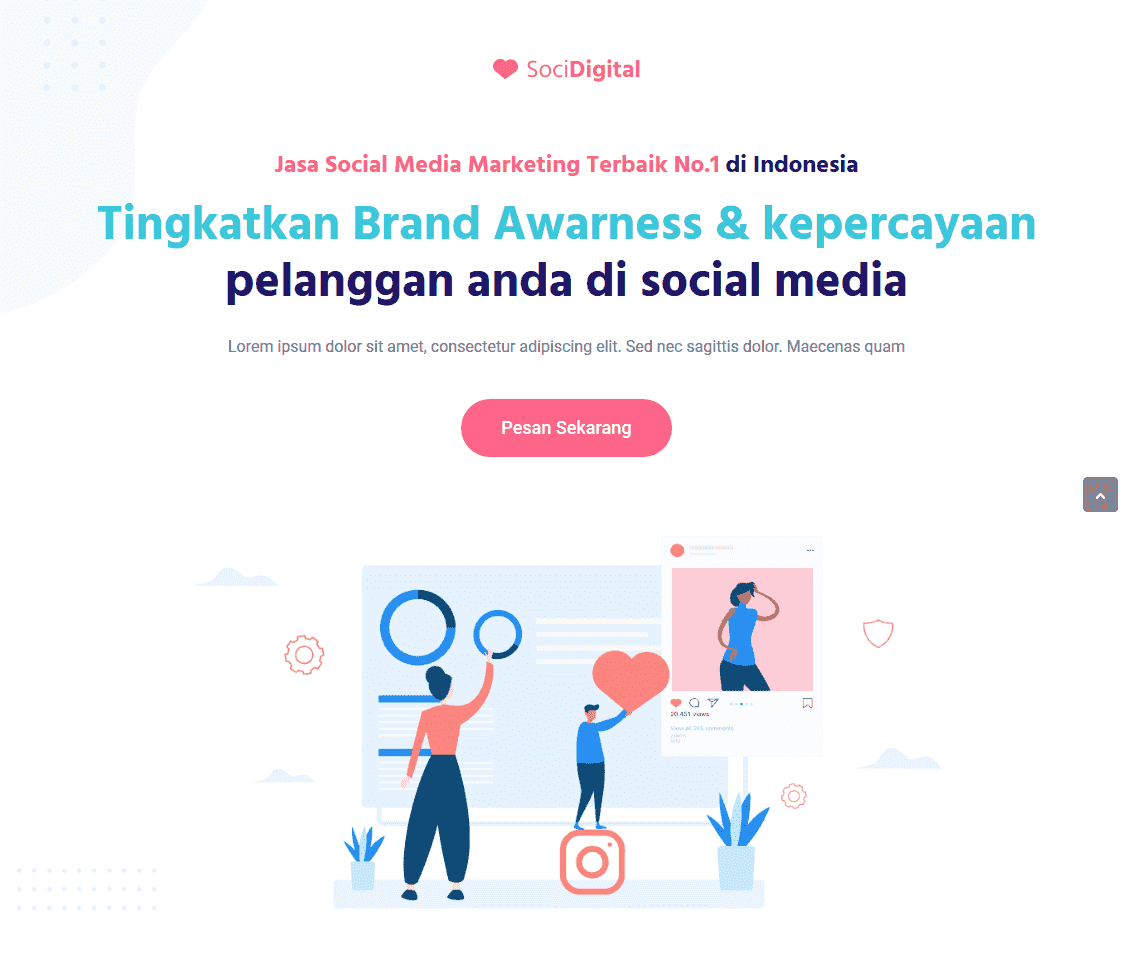 SociDigital
Jasa Social Media Marketing Terbaik No.1 di Indonesia
Tingkatkan Brand Awarness & kepercayaan
pelanggan anda di social media
Lorem ipsum dolor sit amet, consectetur adipiscing elit. Sed nec sagittis dolor. Maecenas quam
Pesan Sekarang
20.451 views